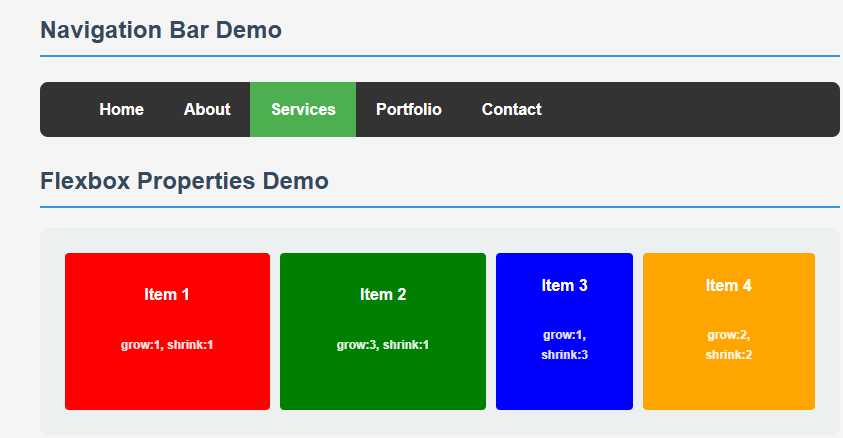 Navigation Bar Demo
Home About Services Portfolio Contact
Flexbox Properties Demo
Item 1
grow:1, shrink:1
Item 2
grow:3, shrink:1
Item 3
grow:1,
shrink:3
Item 4
grow:2,
shrink:2